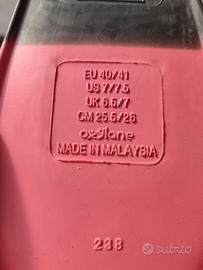 EU 40/41
US 7/7.5
UK 6.5/7
CM 25.5/26
oxylane
MADE IN MALAYSIA
238
subito